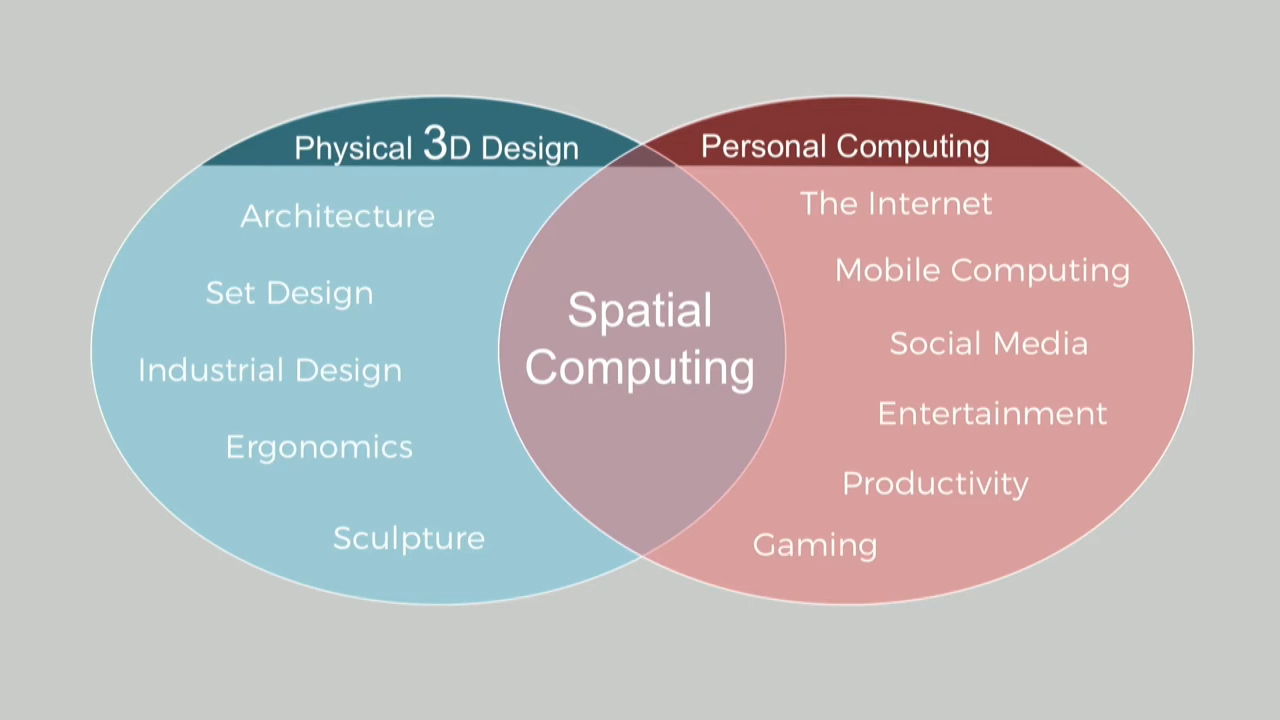 Physical 3D Design
Architecture
Set Design
Industrial Design
Ergonomics
Sculpture
Spatial
Computing
Personal Computing
The Internet
Mobile Computing
Social Media
Entertainment
Productivity
Gaming